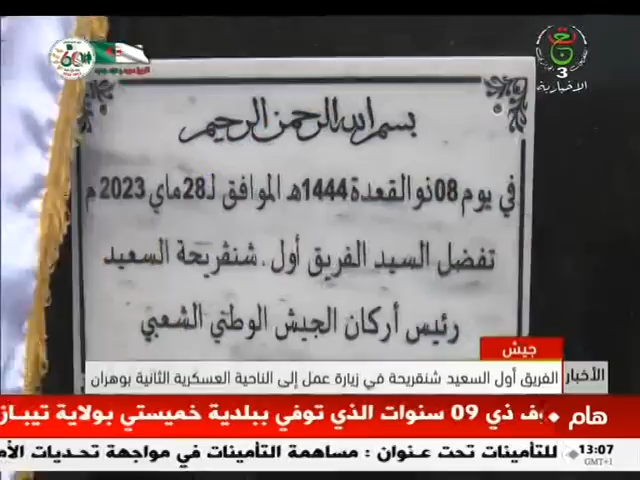 60
3
الإخبارية
بسم الله الرحمن الرحيم
في يوم 08 ذو القعدة 1444هـ الموافق لـ 28 ماي 2023 م
تفضل السيد الفريق أول. شنڤريحة السعيد
رئيس أركان الجيش الوطني الشعبي
جيش
الأخبار
الفريق أول السعيد شنقريحة في زيارة عمل إلى الناحية العسكرية الثانية بوهران
هام
ذي 09 سنوات الذي توفي ببلدية خميستي بولاية تيباز
13:07
GMT+1
للتأمينات تحت عنوان : مساهمة التأمينات في مواجهة تحديات